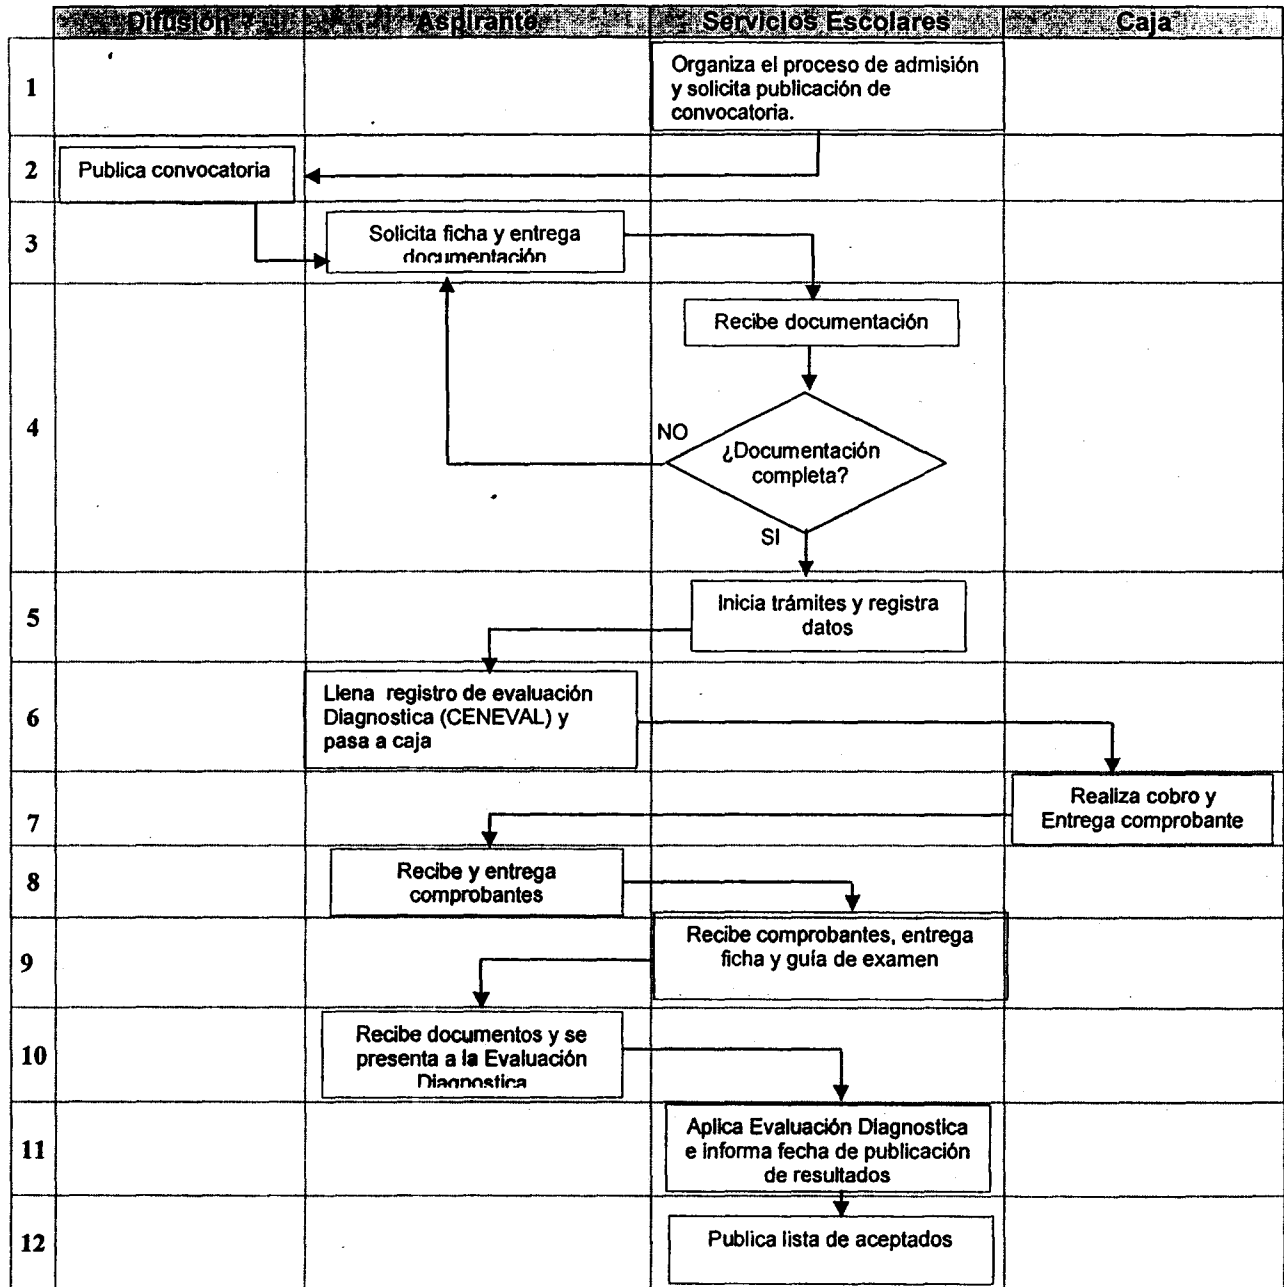 Difusión
Aspirante
Servicios Escolares
Caja
1
Organiza el proceso de admisión
y solicita publicación de
convocatoria.
2
Publica convocatoria
3
Solicita ficha y entrega
documentación
4
Recibe documentación
NO
¿Documentación
completa?
SI
5
Inicia trámites y registra
datos
6
Llena registro de evaluación
Diagnostica (CENEVAL) y
pasa a caja
7
Realiza cobro y
Entrega comprobante
8
Recibe y entrega
comprobantes
9
Recibe comprobantes, entrega
ficha y guía de examen
10
Recibe documentos y se
presenta a la Evaluación
Diagnostica
11
Aplica Evaluación Diagnostica
e informa fecha de publicación
de resultados
12
Publica lista de aceptados